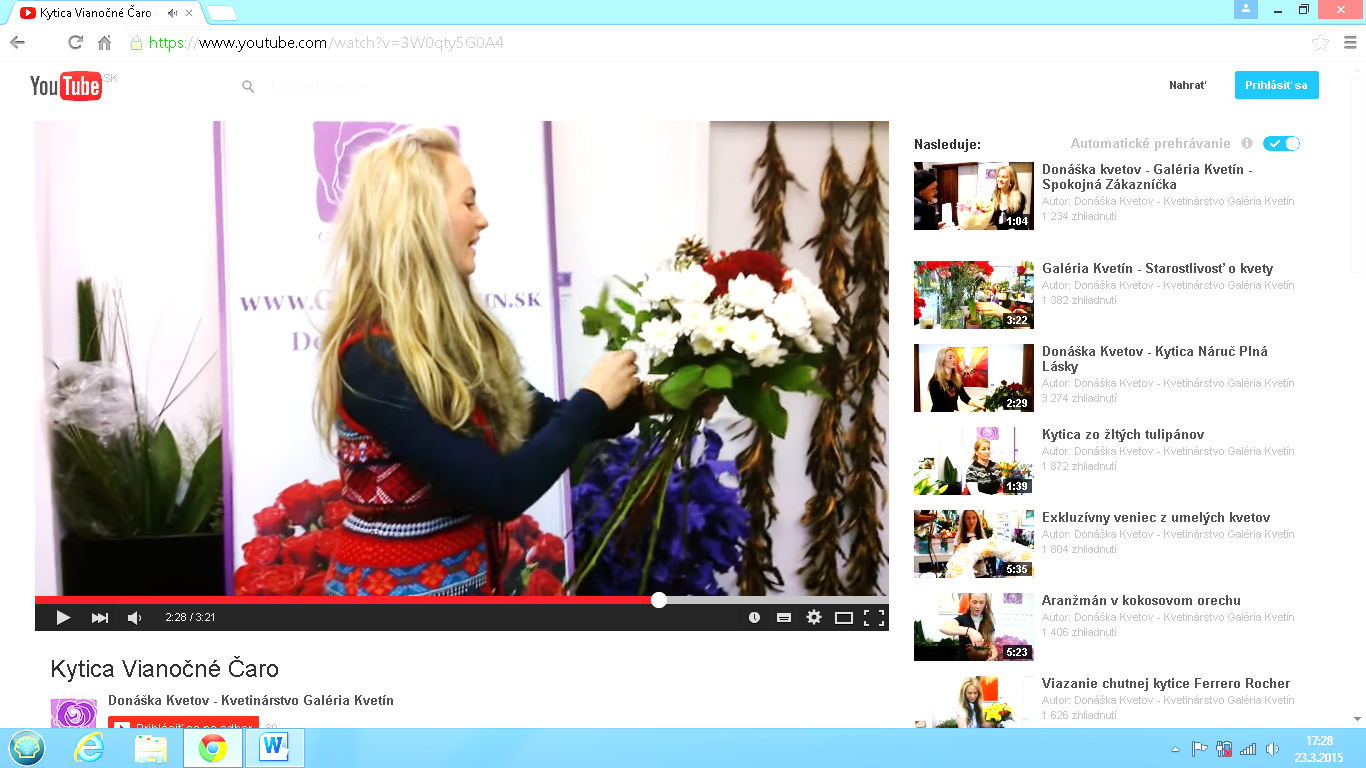 Kytica Vianočné Čaro
https://www.youtube.com/watch?v=3W0qty5G0A4
YouTube SK
Vyhľadávanie
Nahrať
Prihlásiť sa
WWW.
.SK
2:28 / 3:21
Kytica Vianočné Čaro
Donáška Kvetov - Kvetinárstvo Galéria Kvetín
Nasleduje:
Automatické prehrávanie
1:04
Donáška kvetov - Galéria Kvetín -
Spokojná Zákazníčka
Autor: Donáška Kvetov - Kvetinárstvo Galéria Kvetín
1 234 zhliadnutí
3:22
Galéria Kvetín - Starostlivosť o kvety
Autor: Donáška Kvetov - Kvetinárstvo Galéria Kvetín
1 382 zhliadnutí
2:29
Donáška Kvetov - Kytica Náruč Plná
Lásky
Autor: Donáška Kvetov - Kvetinárstvo Galéria Kvetín
3 274 zhliadnutí
1:39
Kytica zo žltých tulipánov
Autor: Donáška Kvetov - Kvetinárstvo Galéria Kvetín
1 872 zhliadnutí
5:35
Exkluzívny veniec z umelých kvetov
Autor: Donáška Kvetov - Kvetinárstvo Galéria Kvetín
1 804 zhliadnutí
5:23
Aranžmán v kokosovom orechu
Autor: Donáška Kvetov - Kvetinárstvo Galéria Kvetín
1 406 zhliadnutí
Viazanie chutnej kytice Ferrero Rocher
Autor: Donáška Kvetov - Kvetinárstvo Galéria Kvetín
1 626 zhliadnutí
17:28
23.3.2015